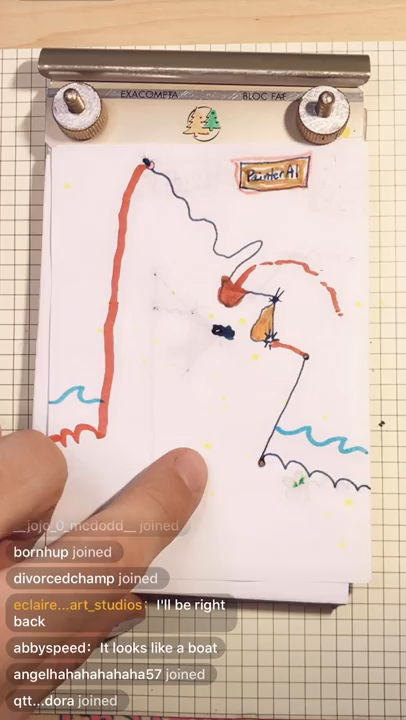 EXACOMPTA
BLOC FAF
Painter AI
__jojo_0_mcdodd__ joined
bornhup joined
divorcedchamp joined
eclaire...art_studios: I'll be right
back
abbyspeed: It looks like a boat
angelhahahahahaha57 joined
qtt...dora joined